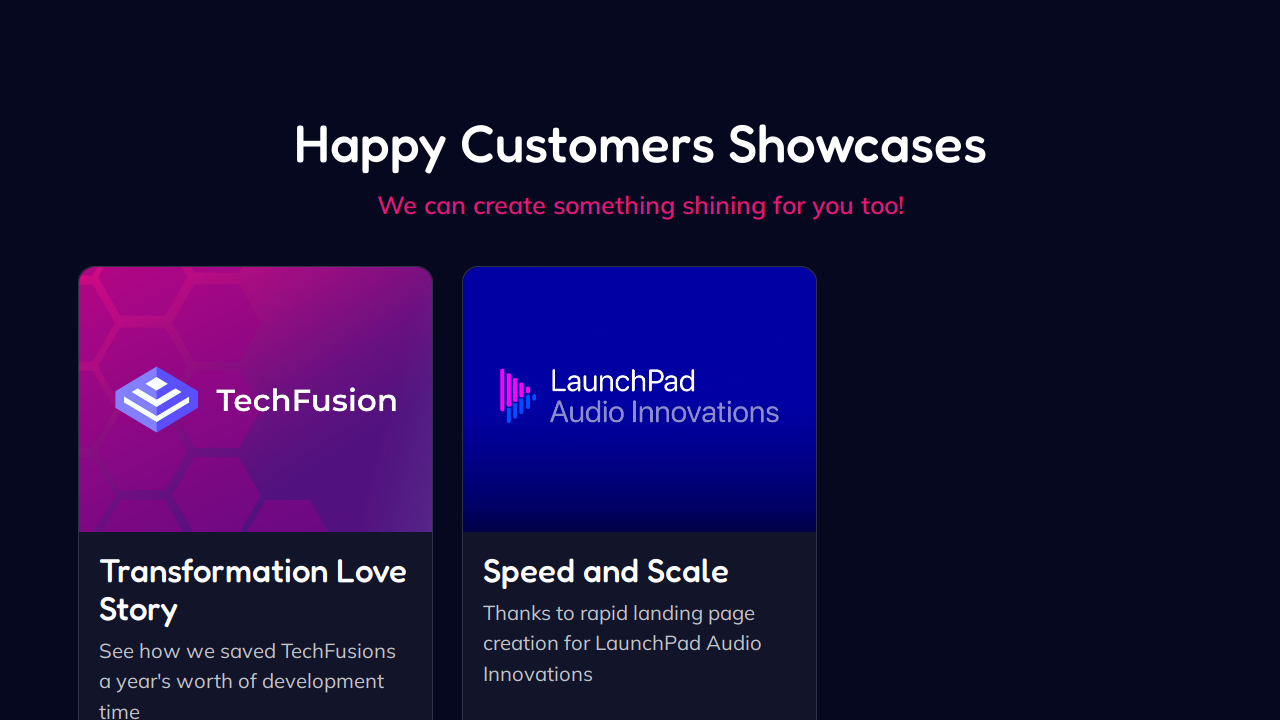 Happy Customers Showcases
We can create something shining for you too!
TechFusion
LaunchPad
Audio Innovations
Transformation Love
Story
See how we saved TechFusions
a year's worth of development
time
Speed and Scale
Thanks to rapid landing page
creation for LaunchPad Audio
Innovations